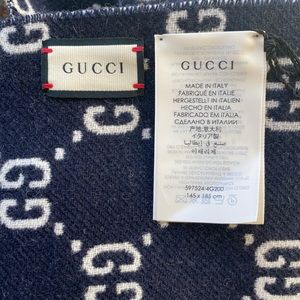 GUCCI
GUCCI
MADE IN ITALY
FABRIQUÉ EN ITALIE
HERGESTELLT IN ITALIEN
HECHO EN ITALIA
FABRICADO EM ITÁLIA
СДЕЛАНО В ИТАЛИИ
产地:意大利
イタリア製
صنع في إيطاليا
이태리제
597524 4G200
145 x 185 cm